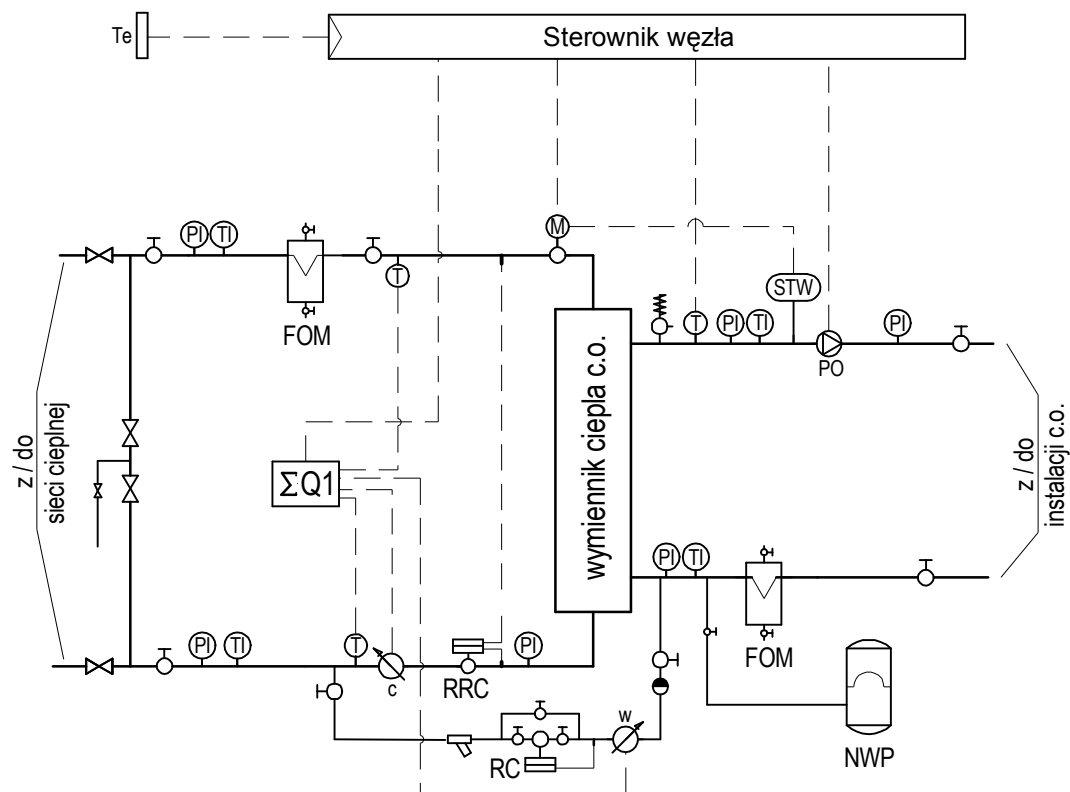 Te
Sterownik węzła
M
PI
TI
FOM
T
STW
T
PI
TI
PI
PO
z / do
sieci cieplnej
ΣQ1
wymiennik ciepła c.o.
z / do
instalacji c.o.
PI
TI
FOM
PI
TI
T
c
RRC
PI
w
RC
NWP